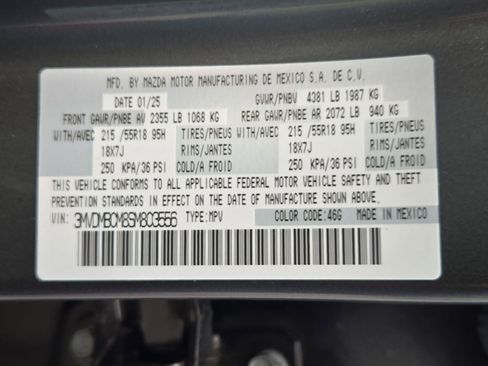 MFD. BY MAZDA MOTOR MANUFACTURING DE MEXICO S.A. DE C.V.
DATE 01/25 GVWR/PNBV 4381 LB 1987 KG
FRONT GAWR/PNBE AV 2355 LB 1068 KG REAR GAWR/PNBE AR 2072 LB 940 KG
WITH/AVEC 215 /55R18 95H TIRES/PNEUS WITH/AVEC 215 /55R18 95H TIRES/PNEUS
18X7J RIMS/JANTES 18X7J RIMS/JANTES
250 KPA/36 PSI COLD/A FROID 250 KPA/36 PSI COLD/A FROID
THIS VEHICLE CONFORMS TO ALL APPLICABLE FEDERAL MOTOR VEHICLE SAFETY AND THEFT
PREVENTION STANDARDS IN EFFECT ON THE DATE OF MANUFACTURE SHOWN ABOVE.
VIN: 3MVDMBCM8SM803556 TYPE:MPV COLOR CODE:46G MADE IN MEXICO